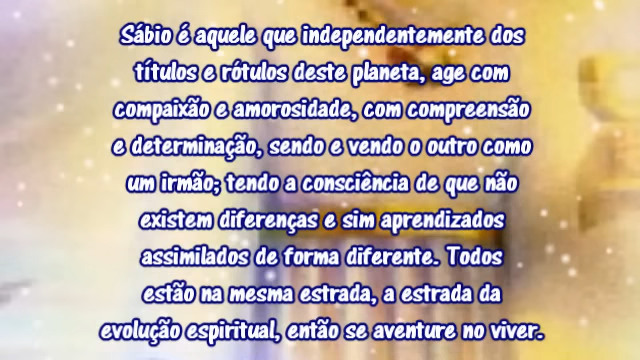 Sábio é aquele que independentemente dos
títulos e rótulos deste planeta, age com
compaixão e amorosidade, com compreensão
e determinação, sendo e vendo o outro como
um irmão; tendo a consciência de que não
existem diferenças e sim aprendizados
assimilados de forma diferente. Todos
estão na mesma estrada, a estrada da
evolução espiritual, então se aventure no viver.